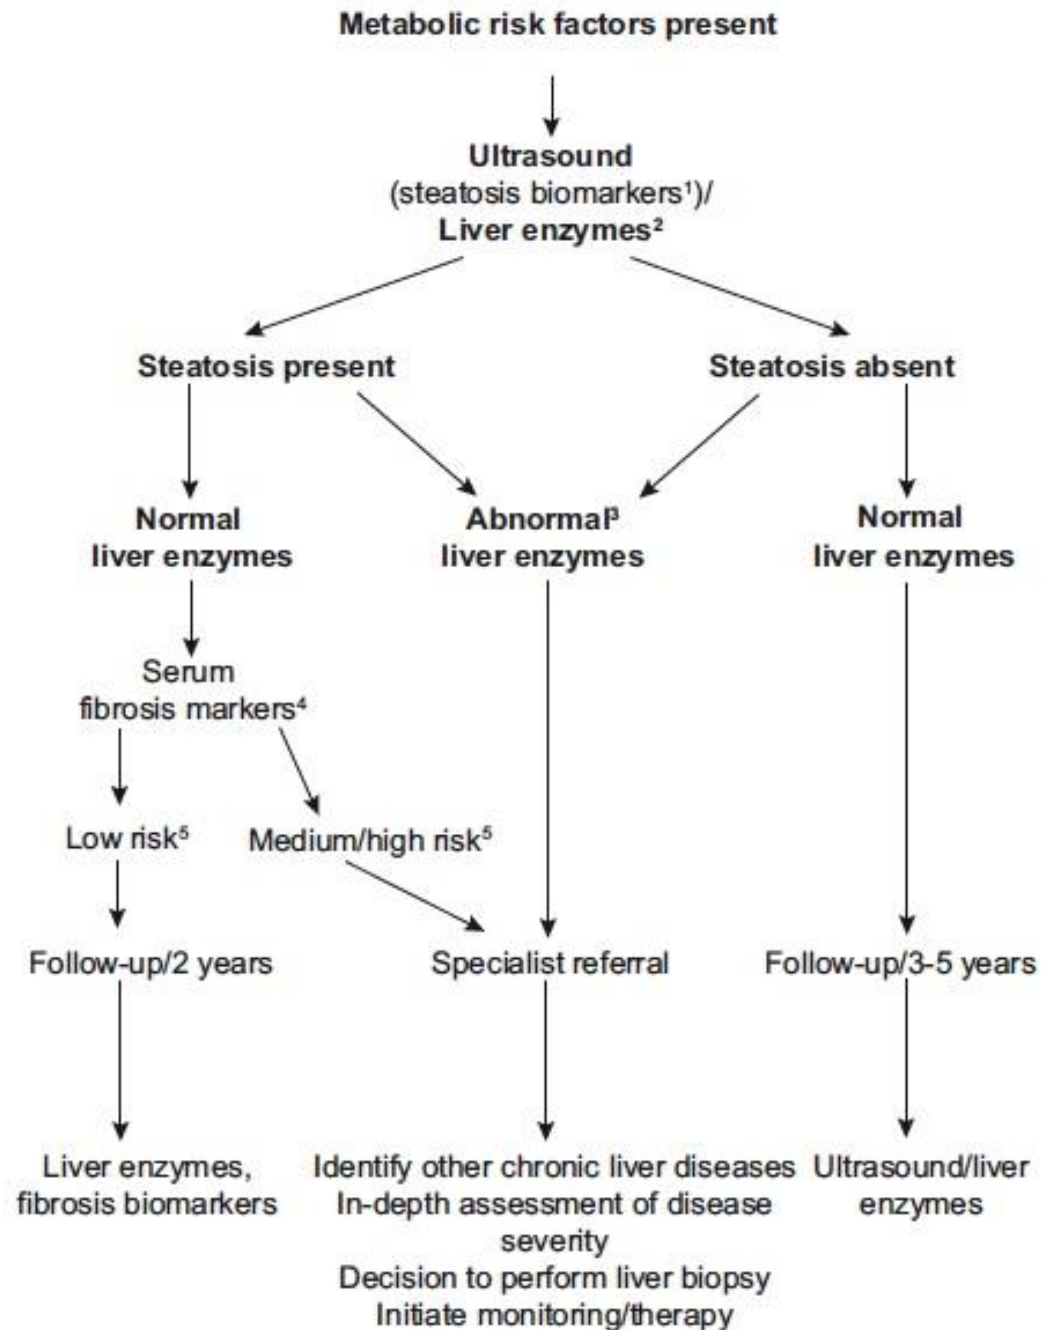 Metabolic risk factors present
Ultrasound
(steatosis biomarkers¹)/
Liver enzymes²
Steatosis present
Steatosis absent
Normal
liver enzymes
Abnormal³
liver enzymes
Normal
liver enzymes
Serum
fibrosis markers⁴
Low risk⁵
Medium/high risk⁵
Follow-up/2 years
Specialist referral
Follow-up/3-5 years
Liver enzymes,
fibrosis biomarkers
Identify other chronic liver diseases
In-depth assessment of disease
severity
Decision to perform liver biopsy
Initiate monitoring/therapy
Ultrasound/liver
enzymes